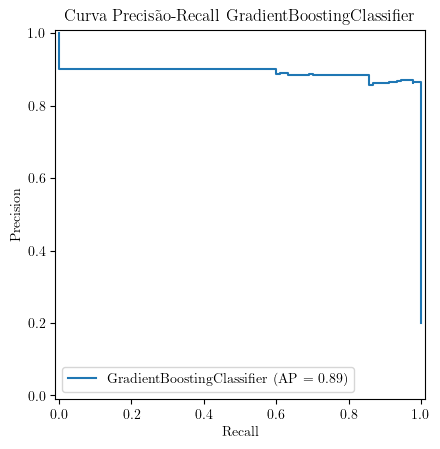 Curva Precisão-Recall GradientBoostingClassifier
1.0
0.8
0.6
0.4
0.2
0.0
Precision
GradientBoostingClassifier (AP = 0.89)
0.0 0.2 0.4 0.6 0.8 1.0
Recall